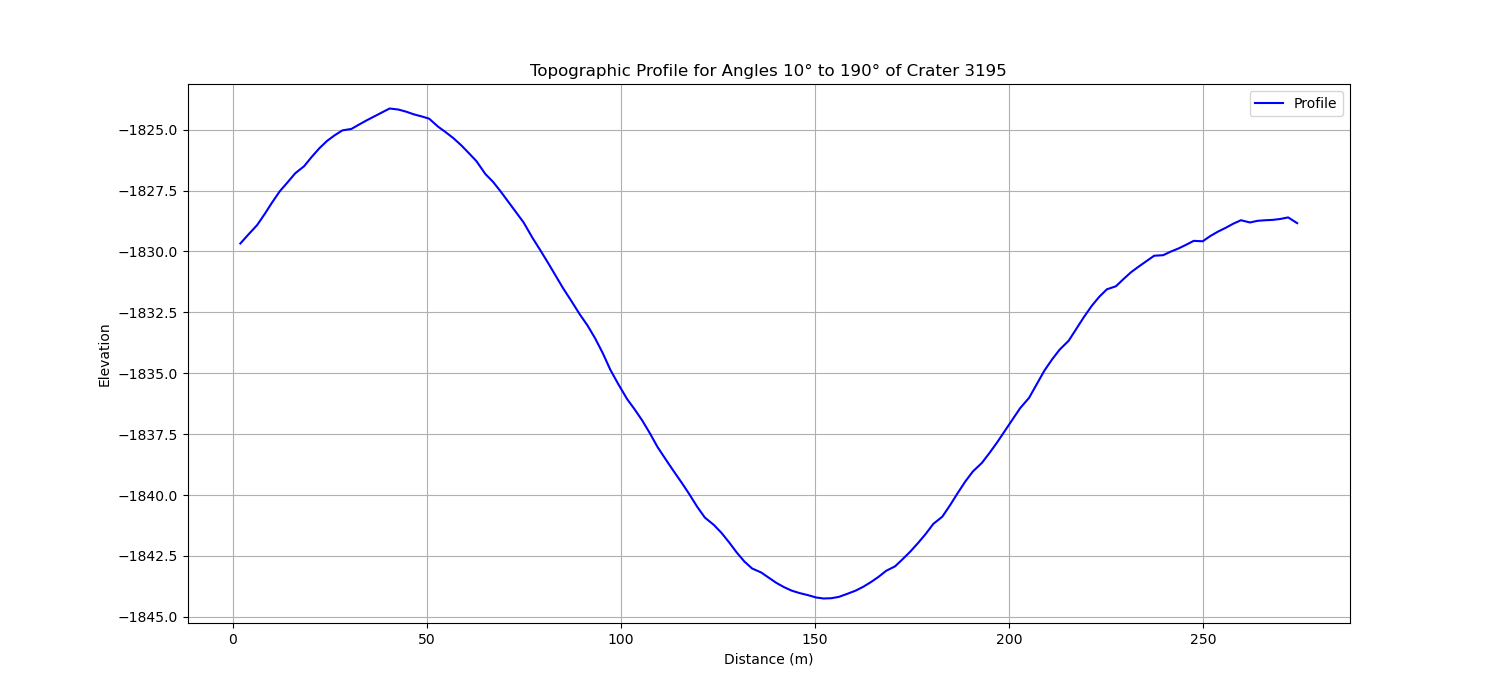 Topographic Profile for Angles 10° to 190° of Crater 3195
Profile
Elevation
−1825.0
−1827.5
−1830.0
−1832.5
−1835.0
−1837.5
−1840.0
−1842.5
−1845.0
0 50 100 150 200 250
Distance (m)